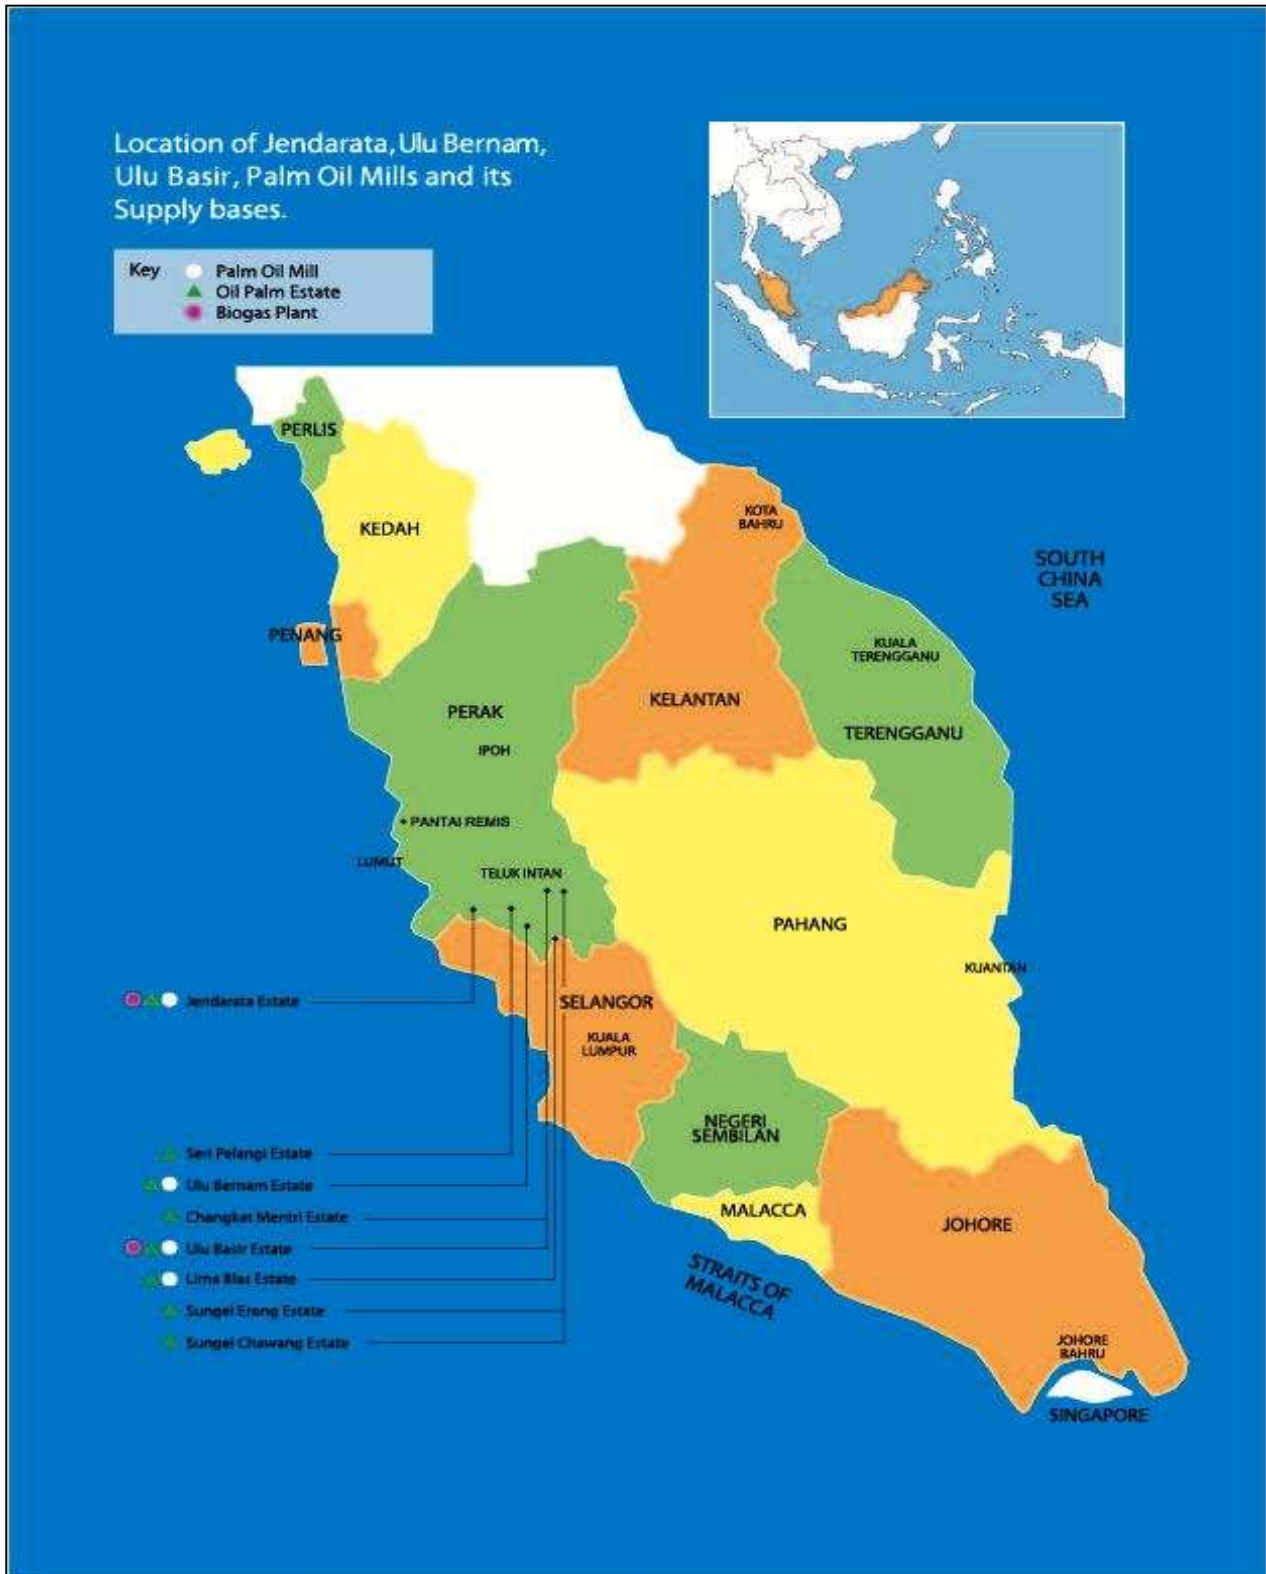 Location of Jendarata, Ulu Bernam,
Ulu Basir, Palm Oil Mills and its
Supply bases.
Key
Palm Oil Mill
Oil Palm Estate
Biogas Plant
PERLIS
KEDAH
KOTA
BAHRU
SOUTH
CHINA
SEA
PENANG
KUALA
TERENGGANU
PERAK
KELANTAN
TERENGGANU
IPOH
PANTAI REMIS
LUMUT
TELUK INTAN
PAHANG
KUANTAN
Jendarata Estate
SELANGOR
KUALA
LUMPUR
NEGERI
SEMBILAN
Seri Pelangi Estate
Ulu Bernam Estate
Changkat Mentri Estate
Ulu Basir Estate
Lima Blas Estate
Sungei Erong Estate
Sungei Chawang Estate
MALACCA
JOHORE
STRAITS OF
MALACCA
JOHORE
BAHRU
SINGAPORE